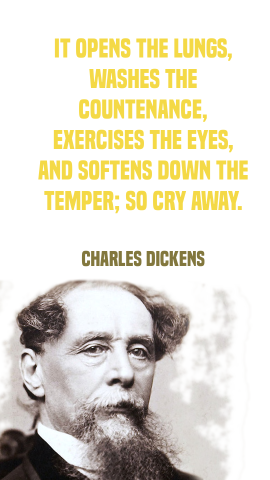 IT OPENS THE LUNGS,
WASHES THE
COUNTENANCE,
EXERCISES THE EYES,
AND SOFTENS DOWN THE
TEMPER; SO CRY AWAY.
CHARLES DICKENS